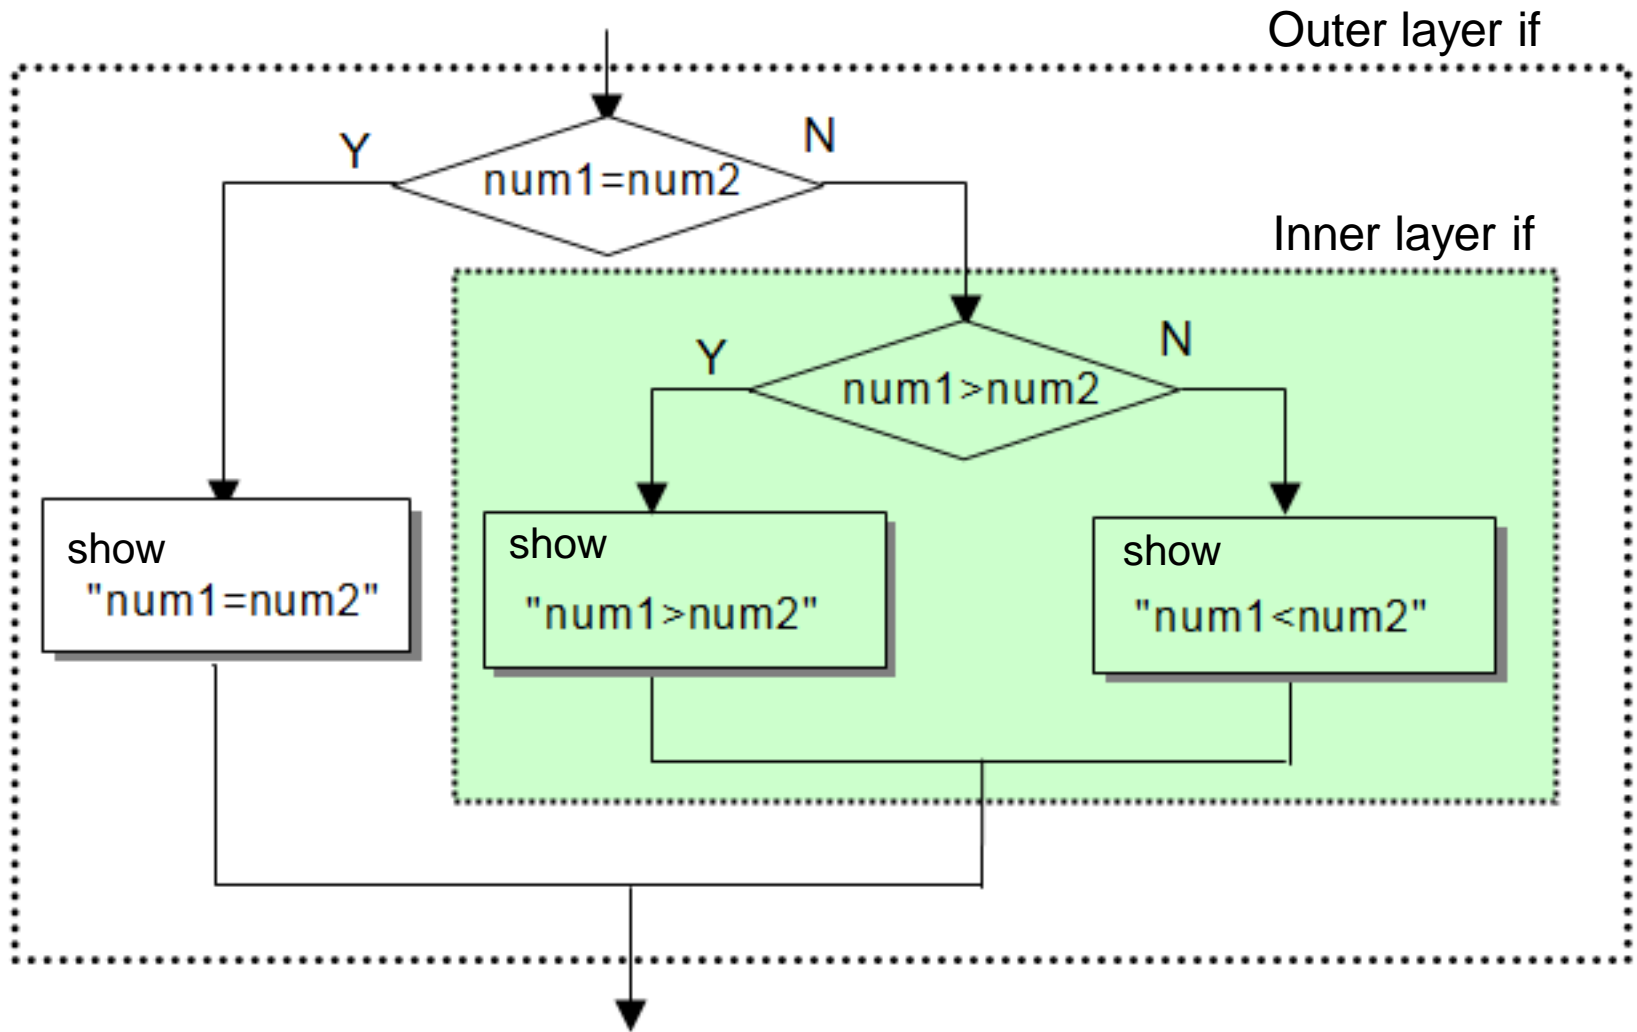 Outer layer if
Y
N
num1=num2
Inner layer if
Y
N
num1>num2
show
"num1=num2"
show
"num1>num2"
show
"num1<num2"